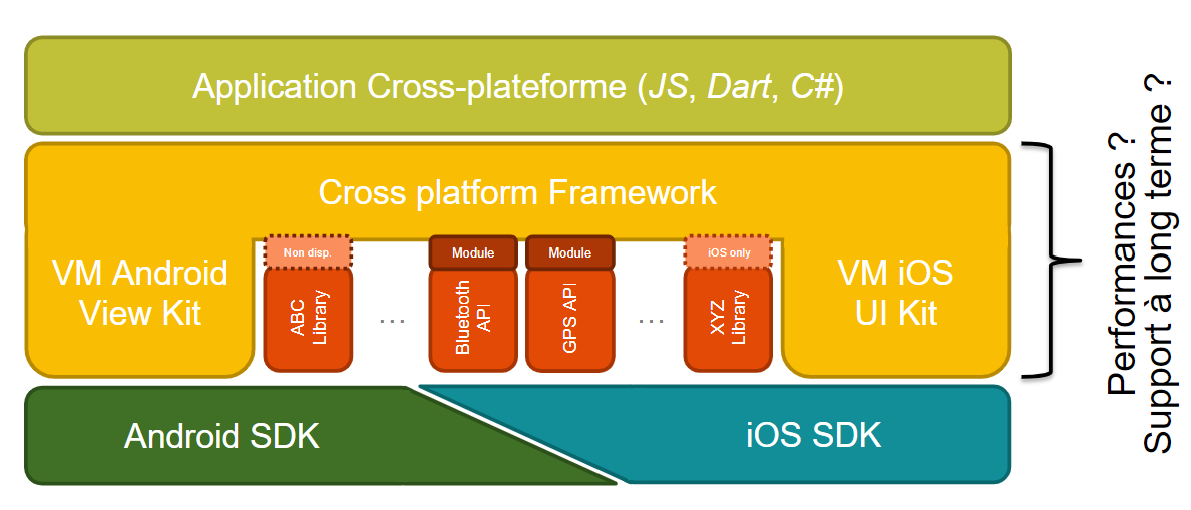 Application Cross-plateforme (JS, Dart, C#)
Cross platform Framework
VM Android
View Kit
Non disp.
ABC
Library
...
Module
Bluetooth
API
Module
GPS API
...
iOS only
XYZ
Library
VM iOS
UI Kit
Android SDK
iOS SDK
Performances ?
Support à long terme ?